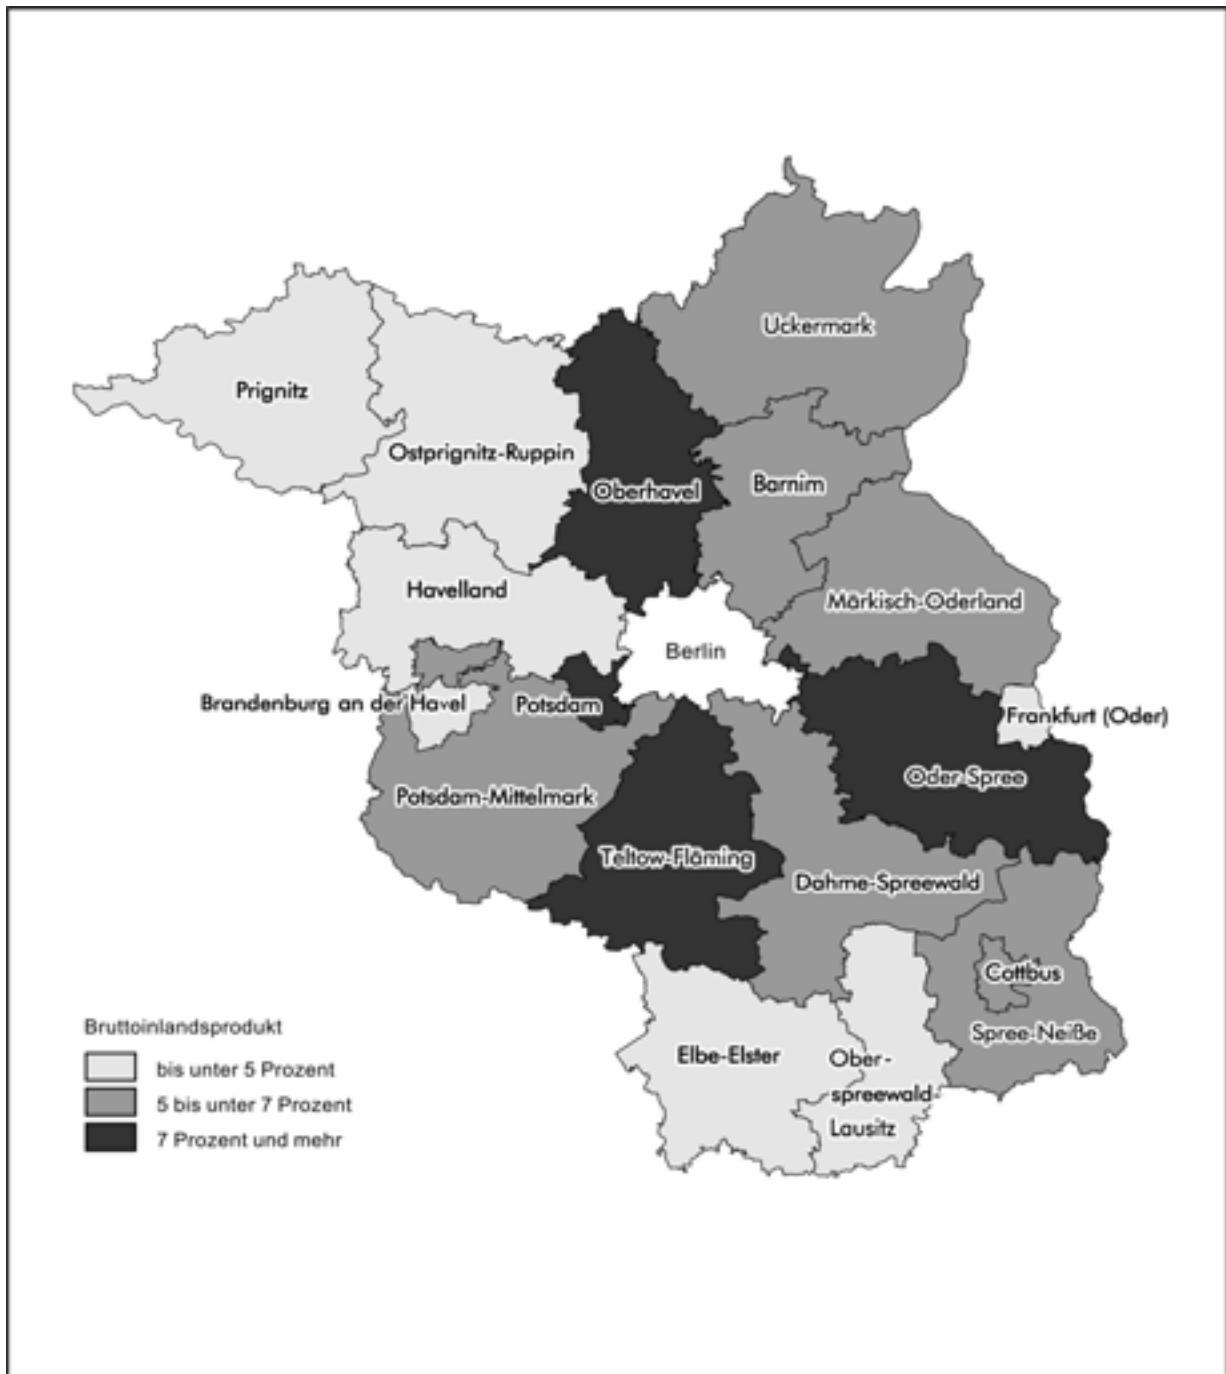 Uckermark
Prignitz
Ostprignitz-Ruppin
Oberhavel
Barnim
Havelland
Märkisch-Oderland
Berlin
Brandenburg an der Havel
Potsdam
Frankfurt (Oder)
Oder-Spree
Potsdam-Mittelmark
Teltow-Fläming
Dahme-Spreewald
Cottbus
Spree-Neiße
Elbe-Elster
Ober-
spreewald-
Lausitz
Bruttoinlandsprodukt
bis unter 5 Prozent
5 bis unter 7 Prozent
7 Prozent und mehr